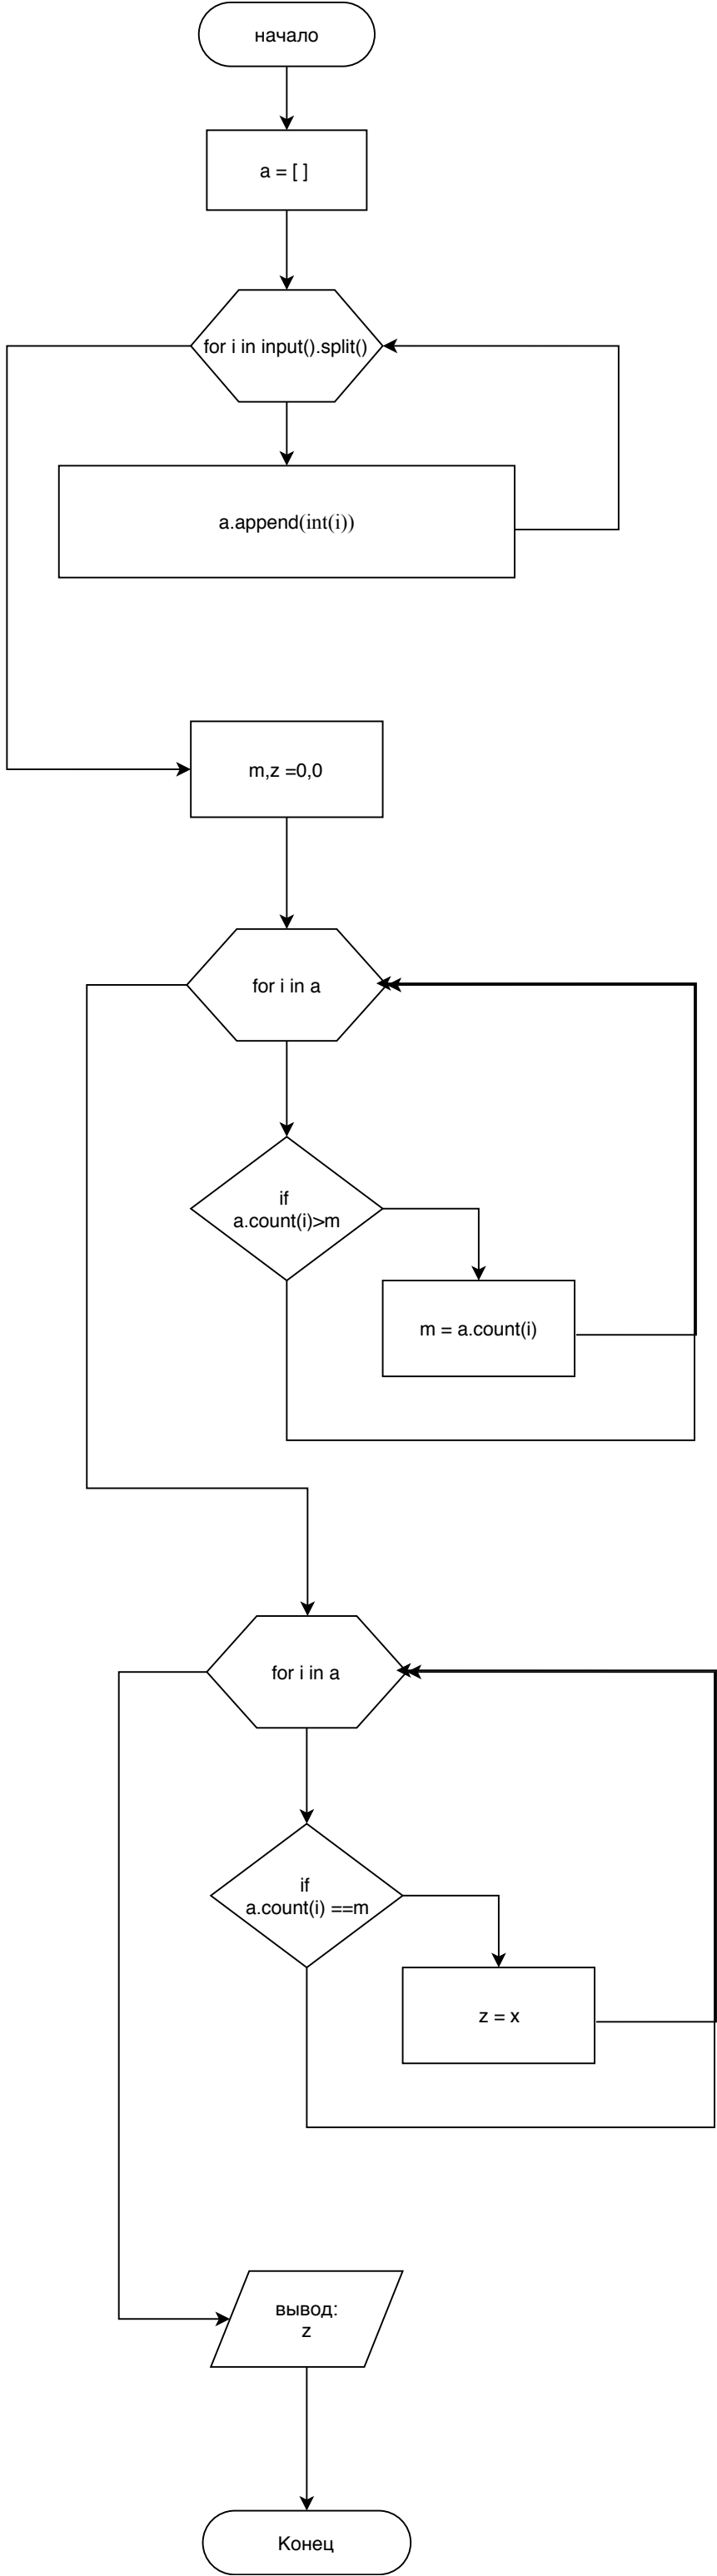 начало
a = [ ]
for i in input().split()
a.append(int(i))
m,z =0,0
for i in a
if
a.count(i)>m
m = a.count(i)
for i in a
if
a.count(i) ==m
z = x
вывод:
z
Конец